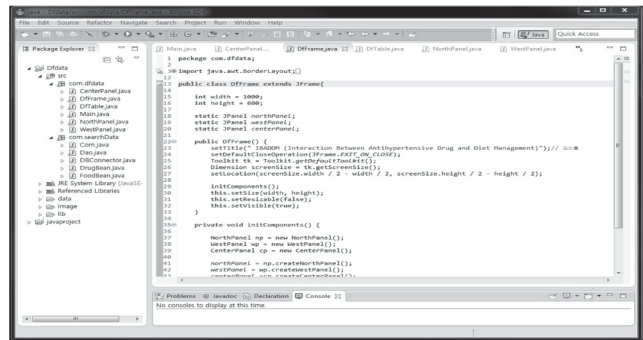 File Edit Source Refactor Navigate Search Project Run Window Help
Java
Quick Access
Package Explorer
Dfdata
src
com.dfdata
CenterPanel.java
DfFrame.java
DfTable.java
Main.java
NorthPanel.java
WestPanel.java
com.searchData
Com.java
Dao.java
DBConnector.java
DrugBean.java
FoodBean.java
JRE System Library [JavaSE-
Referenced Libraries
data
image
lib
javaproject
Main.java CenterPanel.... DfFrame.java DfTable.java NorthPanel.java WestPanel.java
1 package com.dfdata;
2
3 import java.awt.BorderLayout;
12
13 public class DfFrame extends JFrame{
14
15 int width = 1000;
16 int height = 600;
17
18 static JPanel northPanel;
19 static JPanel westPanel;
20 static JPanel centerPanel;
21
22 public DfFrame() {
23 setTitle(" IBADDM (Interaction Between Antihypertensive Drug and Diet Management)");//
24 setDefaultCloseOperation(JFrame.EXIT_ON_CLOSE);
25 Toolkit tk = Toolkit.getDefaultToolkit();
26 Dimension screenSize = tk.getScreenSize();
27 setLocation(screenSize.width / 2 - width / 2, screenSize.height / 2 - height / 2);
28
29 initComponents();
30 this.setSize(width, height);
31 this.setResizable(false);
32 this.setVisible(true);
33 }
34
35 private void initComponents() {
36
37 NorthPanel np = new NorthPanel();
38 WestPanel wp = new WestPanel();
39 CenterPanel cp = new CenterPanel();
40
41 northPanel = np.createNorthPanel();
42 westPanel = wp.createWestPanel();
centerPanel =cp.createCenterPanel();
Problems Javadoc Declaration Console
No consoles to display at this time.